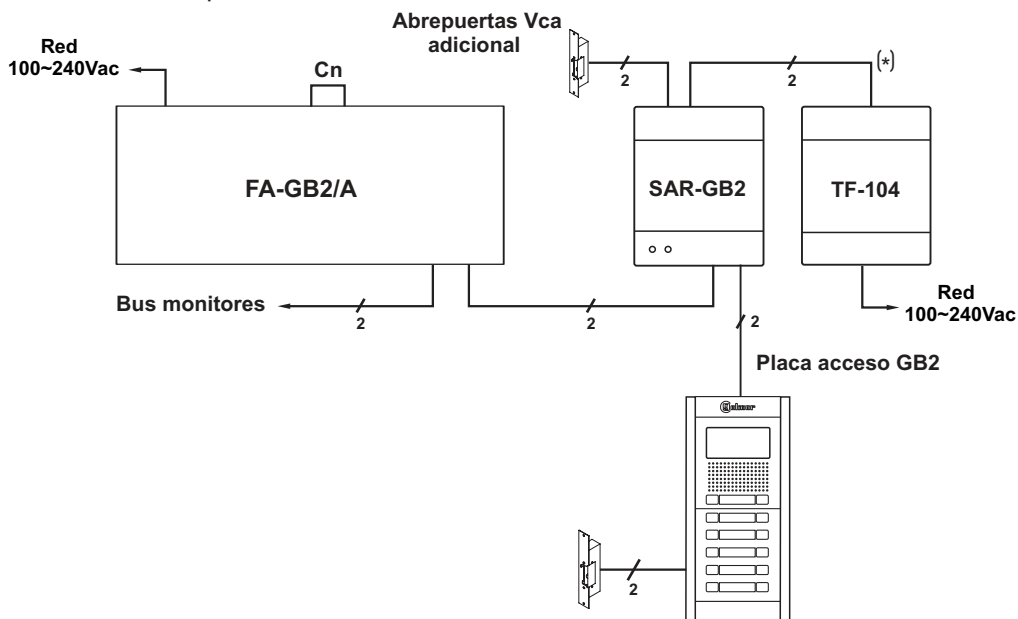 Abrepuertas Vca
adicional
Red
100~240Vac
Cn
2
2
(*)
FA-GB2/A
SAR-GB2
TF-104
Bus monitores
2
2
2
Red
100~240Vac
Placa acceso GB2
Golmar
2